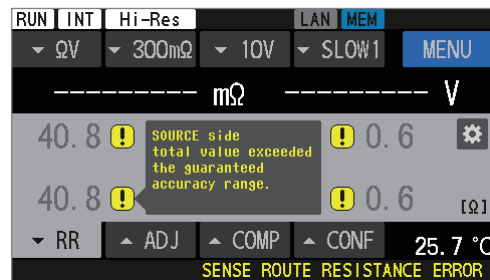 RUN INT Hi-Res LAN MEM
ΩV 300mΩ 10V SLOW1 MENU
---------- mΩ ---------- V
40.8 ! SOURCE side ! 0.6
total value exceeded
the guaranteed
accuracy range.
40.8 ! ! 0.6 [Ω]
RR ADJ COMP CONF 25.7 °C
SENSE ROUTE RESISTANCE ERROR